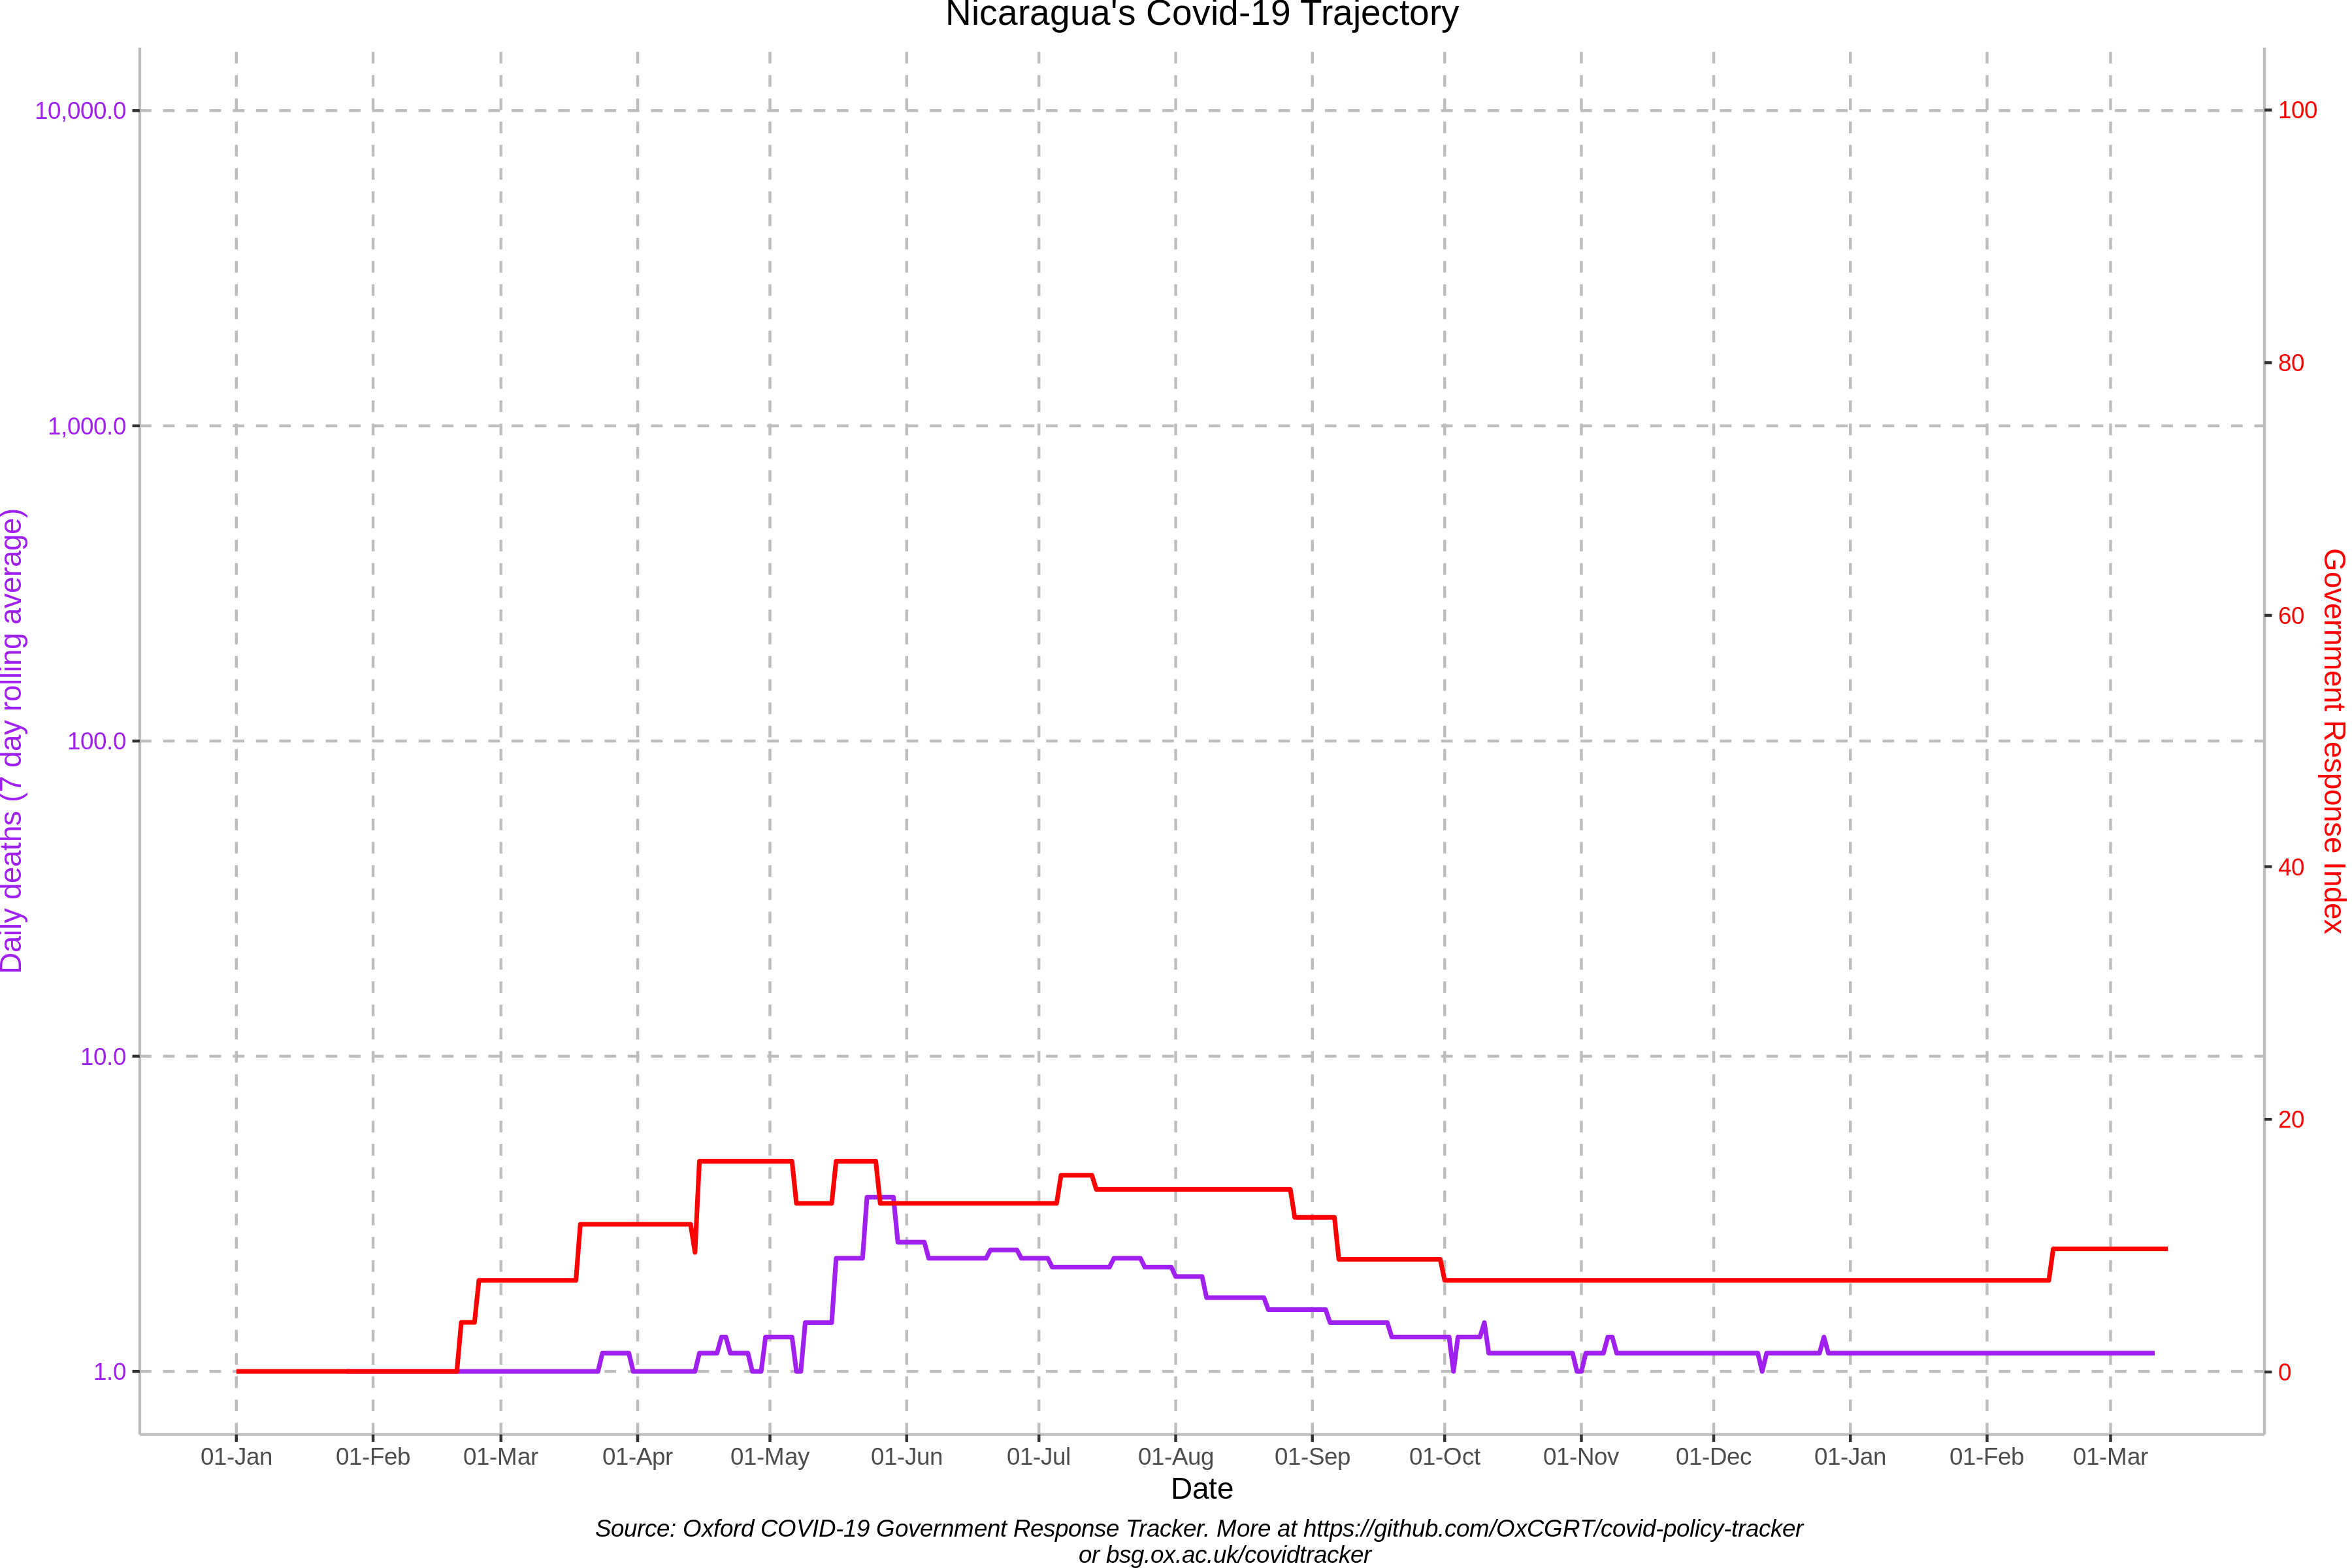 Nicaragua's Covid-19 Trajectory
10,000.0
1,000.0
100.0
10.0
1.0
Daily deaths (7 day rolling average)
100
80
60
40
20
0
Government Response Index
01-Jan 01-Feb 01-Mar 01-Apr 01-May 01-Jun 01-Jul 01-Aug 01-Sep 01-Oct 01-Nov 01-Dec 01-Jan 01-Feb 01-Mar
Date
Source: Oxford COVID-19 Government Response Tracker. More at https://github.com/OxCGRT/covid-policy-tracker
or bsg.ox.ac.uk/covidtracker